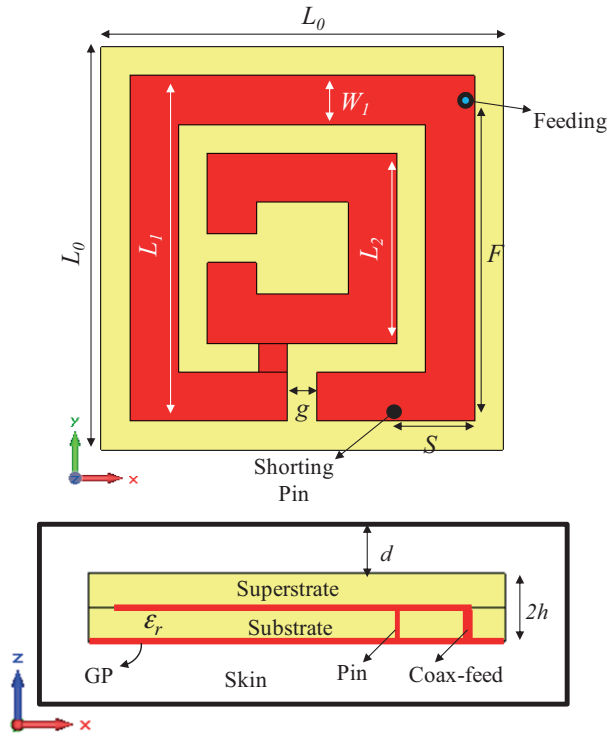 L₀
W₁
Feeding
L₀
L₁
L₂
F
g
S
Y
Z
X
Shorting
Pin
d
Superstrate
2h
εᵣ
Substrate
GP
Skin
Pin
Coax-feed
Z
X